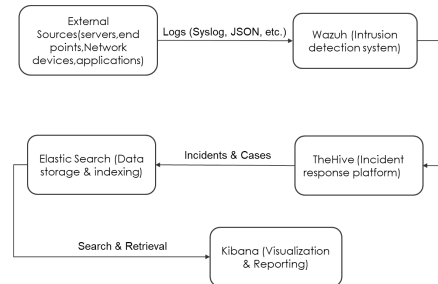 External
Sources(servers,end
points,Network
devices,applications)
Logs (Syslog, JSON, etc.)
Wazuh (Intrusion
detection system)
Elastic Search (Data
storage & indexing)
Incidents & Cases
TheHive (Incident
response platform)
Search & Retrieval
Kibana (Visualization
& Reporting)